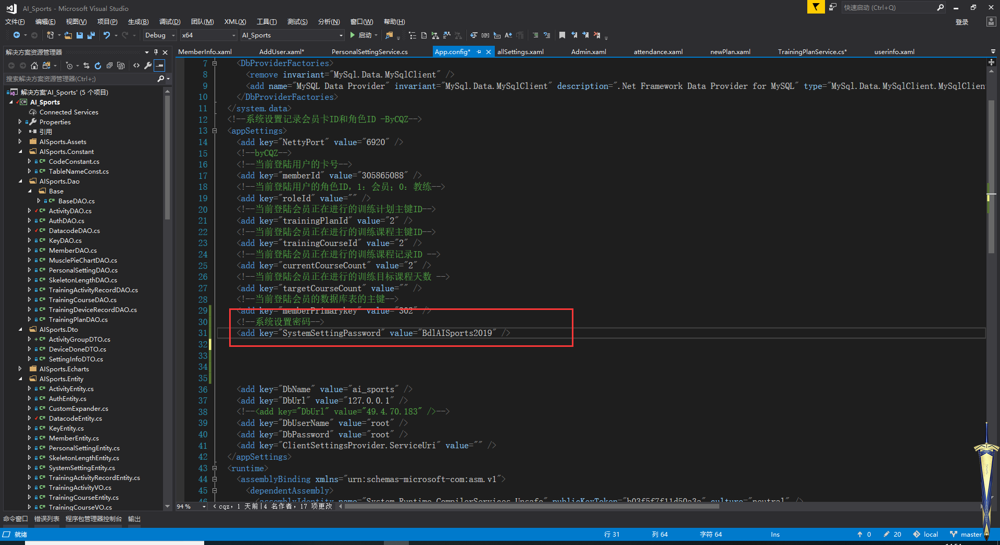 AI_Sports - Microsoft Visual Studio
快速启动 (Ctrl+Q)
文件(F) 编辑(E) 视图(V) 项目(P) 生成(B) 调试(D) 团队(M) XML(X) 工具(T) 测试(S) 分析(N) 窗口(W) 帮助(H)
登录
Debug x64 AI_Sports 启动
解决方案资源管理器
搜索解决方案资源管理器(Ctrl+;)
解决方案'AI_Sports' (5 个项目)
AI_Sports
Connected Services
Properties
引用
AISports.Assets
AISports.Constant
CodeConstant.cs
TableNameConst.cs
AISports.Dao
Base
BaseDAO.cs
ActivityDAO.cs
AuthDAO.cs
DatacodeDAO.cs
KeyDAO.cs
MemberDAO.cs
MusclePieChartDAO.cs
PersonalSettingDAO.cs
SkeletonLengthDAO.cs
TrainingActivityRecordDAO.cs
TrainingCourseDAO.cs
TrainingDeviceRecordDAO.cs
TrainingPlanDAO.cs
AISports.Dto
ActivityGroupDTO.cs
DeviceDoneDTO.cs
SettingInfoDTO.cs
AISports.Echarts
AISports.Entity
ActivityEntity.cs
AuthEntity.cs
CustomExpander.cs
DatacodeEntity.cs
KeyEntity.cs
MemberEntity.cs
PersonalSettingEntity.cs
SkeletonLengthEntity.cs
SystemSettingEntity.cs
TrainingActivityRecordEntity.cs
TrainingActivityVO.cs
TrainingCourseEntity.cs
TrainingCourseVO.cs
MemberInfo.xaml AddUser.xaml* PersonalSettingService.cs App.config* allSettings.xaml Admin.xaml attendance.xaml newPlan.xaml TrainingPlanService.cs* userinfo.xaml
7 <DbProviderFactories>
8 <remove invariant="MySql.Data.MySqlClient" />
9 <add name="MySQL Data Provider" invariant="MySql.Data.MySqlClient" description=".Net Framework Data Provider for MySQL" type="MySql.Data.MySqlClient.MySqlClien
10 </DbProviderFactories>
11 </system.data>
12 <!--系统设置记录会员卡ID和角色ID -ByCQZ-->
13 <appSettings>
14 <add key="NettyPort" value="6920" />
15 <!--byCQZ-->
16 <!--当前登陆用户的卡号-->
17 <add key="memberId" value="305865088" />
18 <!--当前登陆用户的角色ID, 1: 会员; 0: 教练-->
19 <add key="roleId" value="" />
20 <!--当前登陆会员正在进行的训练计划主键ID-->
21 <add key="trainingPlanId" value="2" />
22 <!--当前登陆会员正在进行的训练课程主键ID-->
23 <add key="trainingCourseId" value="2" />
24 <!--当前登陆会员正在进行的训练课程记录ID -->
25 <add key="currentCourseCount" value="2" />
26 <!--当前登陆会员正在进行的训练目标课程天数 -->
27 <add key="targetCourseCount" value="" />
28 <!--当前登陆会员的数据库表的主键-->
29 <add key="memberPrimarykey" value="302" />
30 <!--系统设置密码-->
31 <add key="SystemSettingPassword" value="BdlAISports2019" />
32
33
34
35
36 <add key="DbName" value="ai_sports" />
37 <add key="DbUrl" value="127.0.0.1" />
38 <!--<add key="DbUrl" value="49.4.70.183" />-->
39 <add key="DbUserName" value="root" />
40 <add key="DbPassword" value="root" />
41 <add key="ClientSettingsProvider.ServiceUri" value="" />
42 </appSettings>
43 <runtime>
44 <assemblyBinding xmlns="urn:schemas-microsoft-com:asm.v1">
45 <dependentAssembly>
46 <assemblyIdentity name="System.Runtime.CompilerServices.Unsafe" publicKeyToken="b03f5f7f11d50a3a" culture="neutral" />
94 % cqz, 1 天前|4 名作者, 17 项更改
命令窗口 错误列表 程序包管理器控制台 输出
就绪 行 31 列 64 字符 64 Ins 0 20 local master